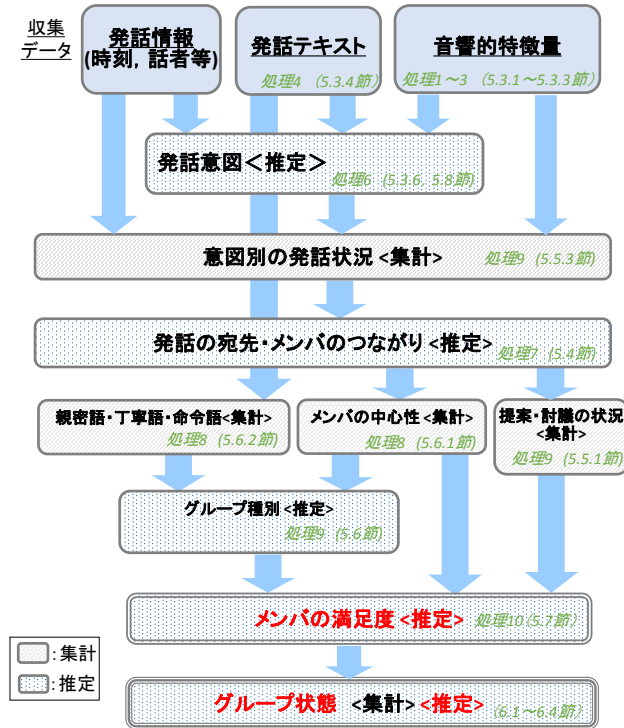 収集
データ
発話情報
(時刻, 話者等)
発話テキスト
処理4 （5.3.4節）
音響的特徴量
処理1～3 （5.3.1～5.3.3節）
発話意図＜推定＞
処理6 (5.3.6, 5.8節)
意図別の発話状況 <集計>
処理9 (5.5.3節)
発話の宛先・メンバのつながり <推定>
処理7 (5.4節)
親密語・丁寧語・命令語<集計>
処理8 (5.6.2節)
メンバの中心性 <集計>
処理8 (5.6.1節)
提案・討議の状況
<集計>
処理9 (5.5.1節)
グループ種別 <推定>
処理9 (5.6節)
メンバの満足度 <推定>
処理10 (5.7節)
グループ状態 <集計> <推定>
(6.1～6.4節)
:集計
:推定